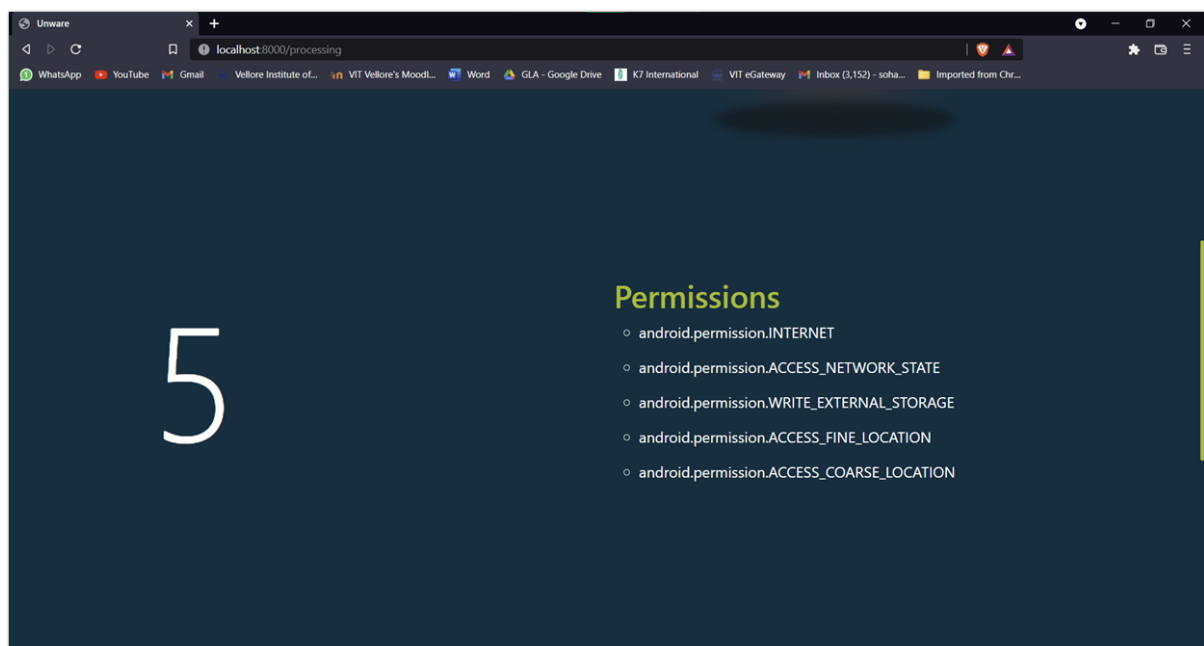 Unware
localhost:8000/processing
WhatsApp YouTube Gmail Vellore Institute of... VIT Vellore's Moodl... Word GLA - Google Drive K7 International VIT eGateway Inbox (3,152) - soha... Imported from Chr...
Permissions
android.permission.INTERNET
android.permission.ACCESS_NETWORK_STATE
5
android.permission.WRITE_EXTERNAL_STORAGE
android.permission.ACCESS_FINE_LOCATION
android.permission.ACCESS_COARSE_LOCATION